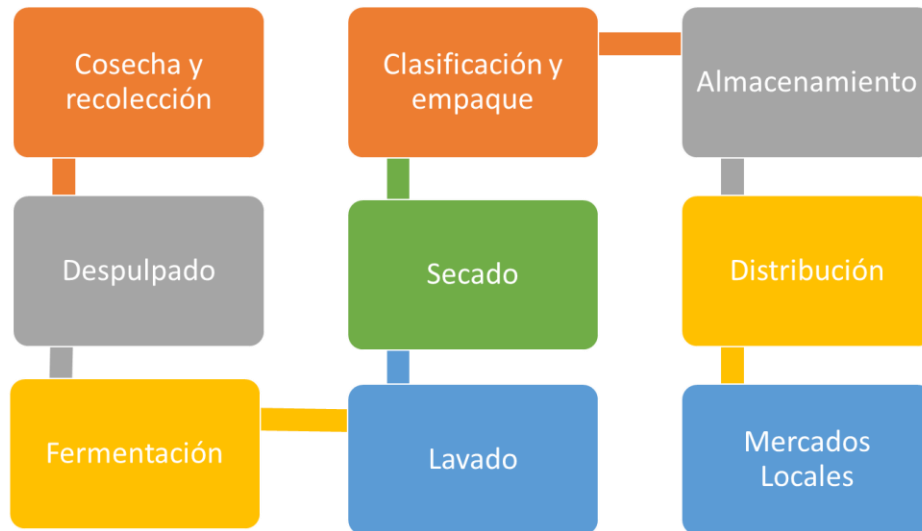 Cosecha y
recolección
Despulpado
Fermentación
Lavado
Secado
Clasificación y
empaque
Almacenamiento
Distribución
Mercados
Locales